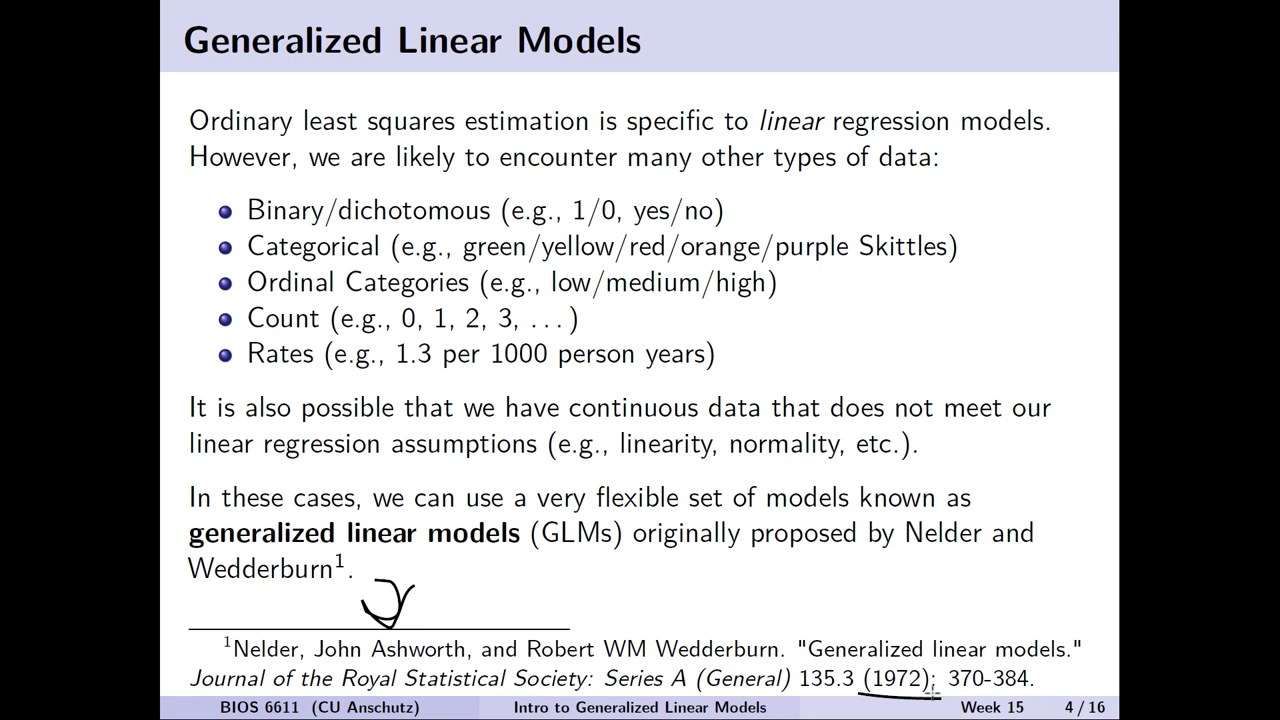 Generalized Linear Models
Ordinary least squares estimation is specific to linear regression models.
However, we are likely to encounter many other types of data:
Binary/dichotomous (e.g., 1/0, yes/no)
Categorical (e.g., green/yellow/red/orange/purple Skittles)
Ordinal Categories (e.g., low/medium/high)
Count (e.g., 0, 1, 2, 3, ...)
Rates (e.g., 1.3 per 1000 person years)
It is also possible that we have continuous data that does not meet our
linear regression assumptions (e.g., linearity, normality, etc.).
In these cases, we can use a very flexible set of models known as
generalized linear models (GLMs) originally proposed by Nelder and
Wedderburn¹.
¹Nelder, John Ashworth, and Robert WM Wedderburn. "Generalized linear models."
Journal of the Royal Statistical Society: Series A (General) 135.3 (1972): 370-384.
BIOS 6611 (CU Anschutz) Intro to Generalized Linear Models Week 15 4 / 16